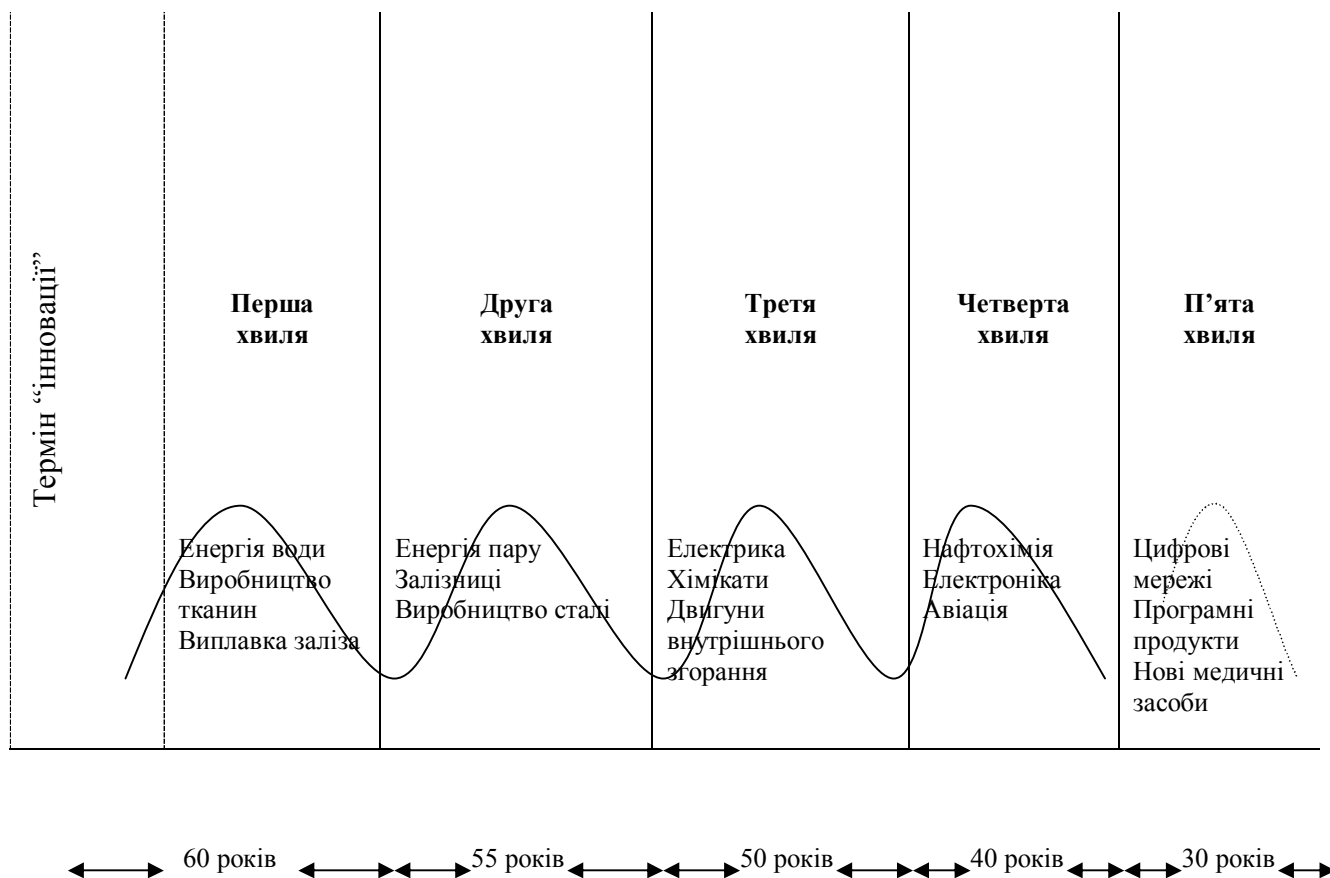 Термін “інновації”
Перша
хвиля
Друга
хвиля
Третя
хвиля
Четверта
хвиля
П’ята
хвиля
Енергія води
Виробництво
тканин
Виплавка заліза
Енергія пару
Залізниці
Виробництво сталі
Електрика
Хімікати
Двигуни
внутрішнього
згорання
Нафтохімія
Електроніка
Авіація
Цифрові
мережі
Програмні
продукти
Нові медичні
засоби
60 років
55 років
50 років
40 років
30 років